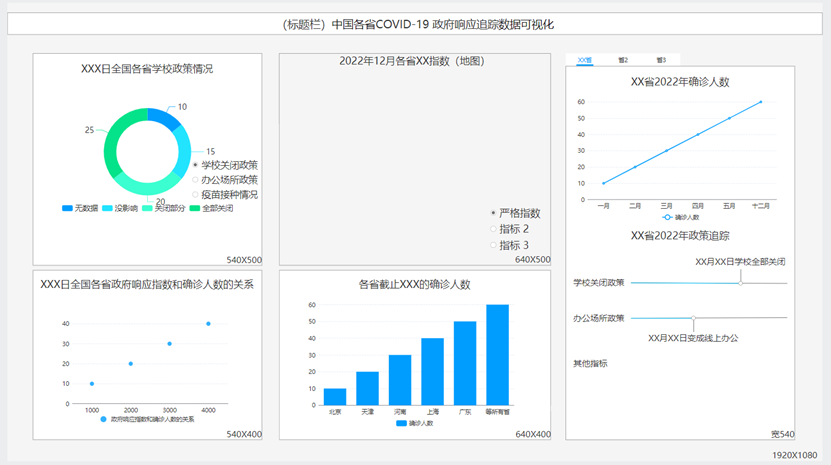 （标题栏）中国各省COVID-19 政府响应追踪数据可视化
XXX日全国各省学校政策情况
10
15
20
25
学校关闭政策
办公场所政策
疫苗接种情况
无数据 没影响 关闭部分 全部关闭
540X500
2022年12月各省XX指数（地图）
严格指数
指标 2
指标 3
640X500
XX省 省2 省3
XX省2022年确诊人数
60
50
40
30
20
10
0
一月 二月 三月 四月 五月 十二月
确诊人数
XX省2022年政策追踪
XX月XX日学校全部关闭
学校关闭政策
办公场所政策
XX月XX日变成线上办公
其他指标
宽540
XXX日全国各省政府响应指数和确诊人数的关系
40
30
20
10
0
1000 2000 3000 4000
政府响应指数和确诊人数的关系
540X400
各省截止XXX的确诊人数
60
50
40
30
20
10
0
北京 天津 河南 上海 广东 等所有省
确诊人数
640X400
1920X1080